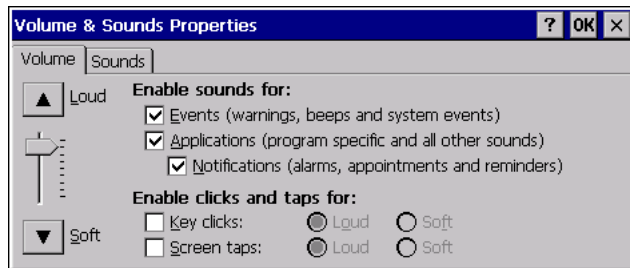 Volume & Sounds Properties ? OK ×
Volume Sounds
Loud
Enable sounds for:
Events (warnings, beeps and system events)
Applications (program specific and all other sounds)
Notifications (alarms, appointments and reminders)
Enable clicks and taps for:
Key clicks: Loud Soft
Soft
Screen taps: Loud Soft